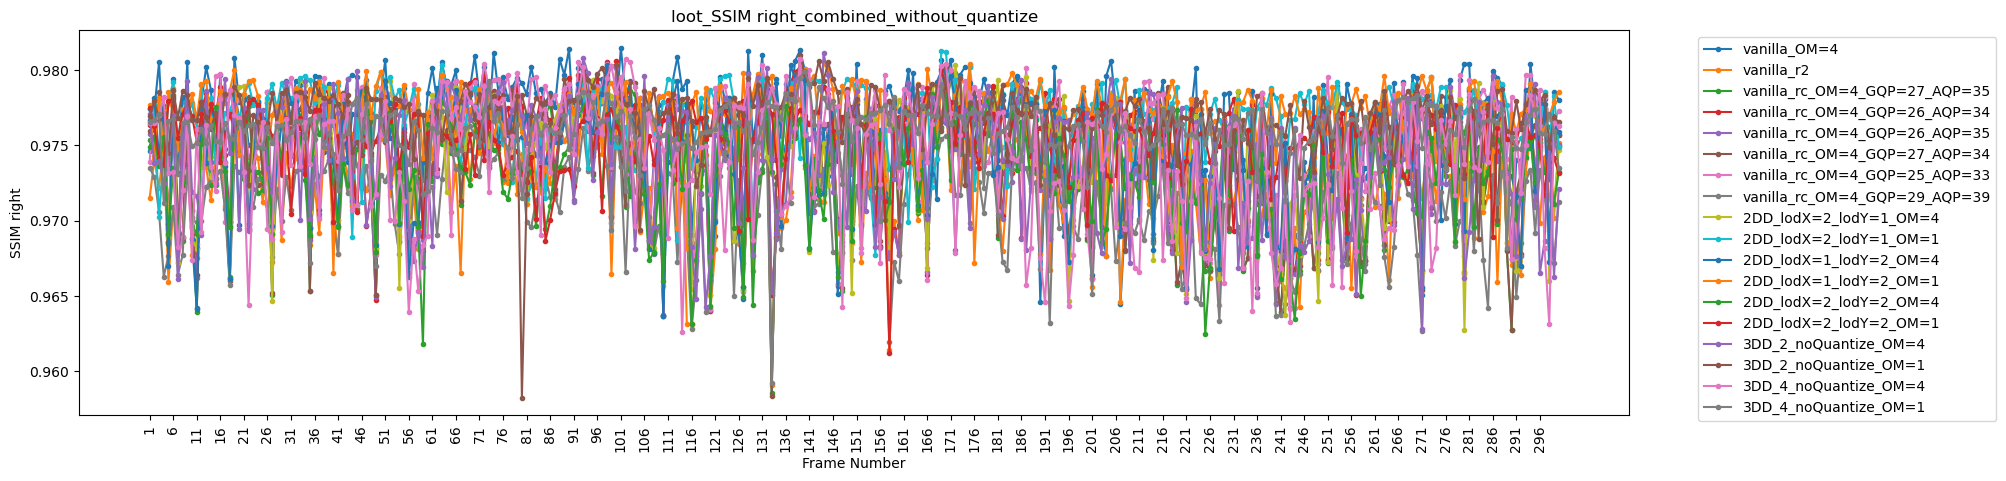 loot_SSIM right_combined_without_quantize
SSIM right
0.980
0.975
0.970
0.965
0.960
1 6 11 16 21 26 31 36 41 46 51 56 61 66 71 76 81 86 91 96 101 106 111 116 121 126 131 136 141 146 151 156 161 166 171 176 181 186 191 196 201 206 211 216 221 226 231 236 241 246 251 256 261 266 271 276 281 286 291 296
Frame Number
vanilla_OM=4
vanilla_r2
vanilla_rc_OM=4_GQP=27_AQP=35
vanilla_rc_OM=4_GQP=26_AQP=34
vanilla_rc_OM=4_GQP=26_AQP=35
vanilla_rc_OM=4_GQP=27_AQP=34
vanilla_rc_OM=4_GQP=25_AQP=33
vanilla_rc_OM=4_GQP=29_AQP=39
2DD_lodX=2_lodY=1_OM=4
2DD_lodX=2_lodY=1_OM=1
2DD_lodX=1_lodY=2_OM=4
2DD_lodX=1_lodY=2_OM=1
2DD_lodX=2_lodY=2_OM=4
2DD_lodX=2_lodY=2_OM=1
3DD_2_noQuantize_OM=4
3DD_2_noQuantize_OM=1
3DD_4_noQuantize_OM=4
3DD_4_noQuantize_OM=1